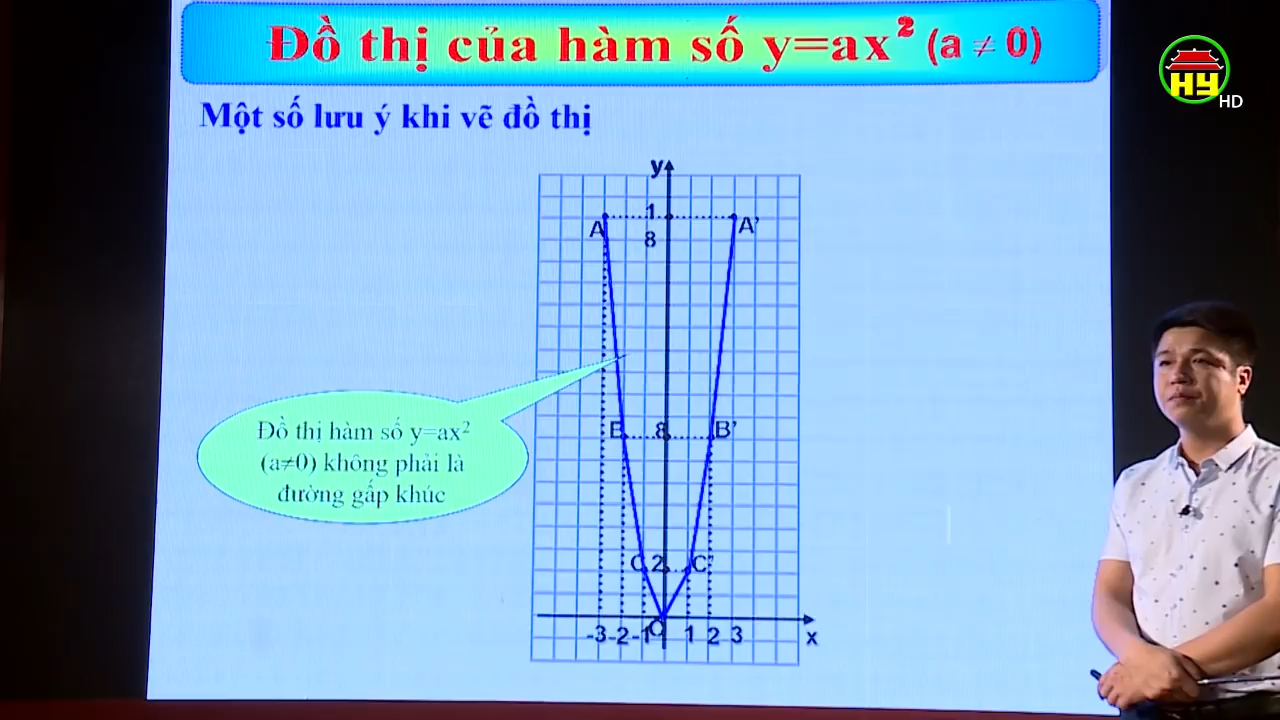 Đồ thị của hàm số y=ax² (a ≠ 0)
HY
HD
Một số lưu ý khi vẽ đồ thị
y
1
A A'
8
Đồ thị hàm số y=ax²
(a≠0) không phải là
đường gấp khúc
B 8 B'
C 2 C'
O
-3 -2 -1 1 2 3 x